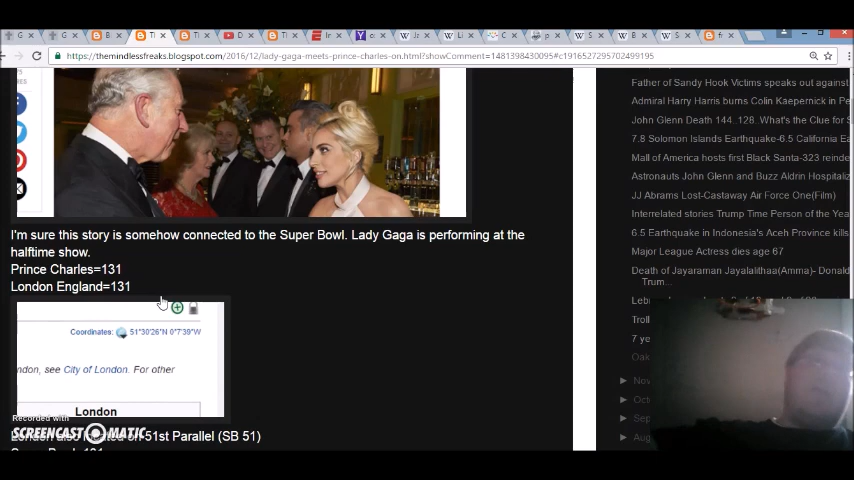 https://themindlessfreaks.blogspot.com/2016/12/lady-gaga-meets-prince-charles-on.html?showComment=1481398430095#c1916527295702499195
I'm sure this story is somehow connected to the Super Bowl. Lady Gaga is performing at the
halftime show.
Prince Charles=131
London England=131
Coordinates: 51°30'26"N 0°7'39"W
ndon, see City of London. For other
London
Recorded with
SCREENCAST MATIC
London also located on 51st Parallel (SB 51)
Father of Sandy Hook Victims speaks out against
Admiral Harry Harris burns Colin Kaepernick in Pe
John Glenn Death 144..128..What's the Clue for S
7.8 Solomon Islands Earthquake-6.5 California Ea
Mall of America hosts first Black Santa-323 reinde
Astronauts John Glenn and Buzz Aldrin Hospitaliz
JJ Abrams Lost-Castaway Air Force One(Film)
Interrelated stories Trump Time Person of the Yea
6.5 Earthquake in Indonesia's Aceh Province kills
Major League Actress dies age 67
Death of Jayaraman Jayalalithaa(Amma)- Donald
Trum...
Leb
Troll
7 ye
Oak
Nov
Oct
Sep
Aug